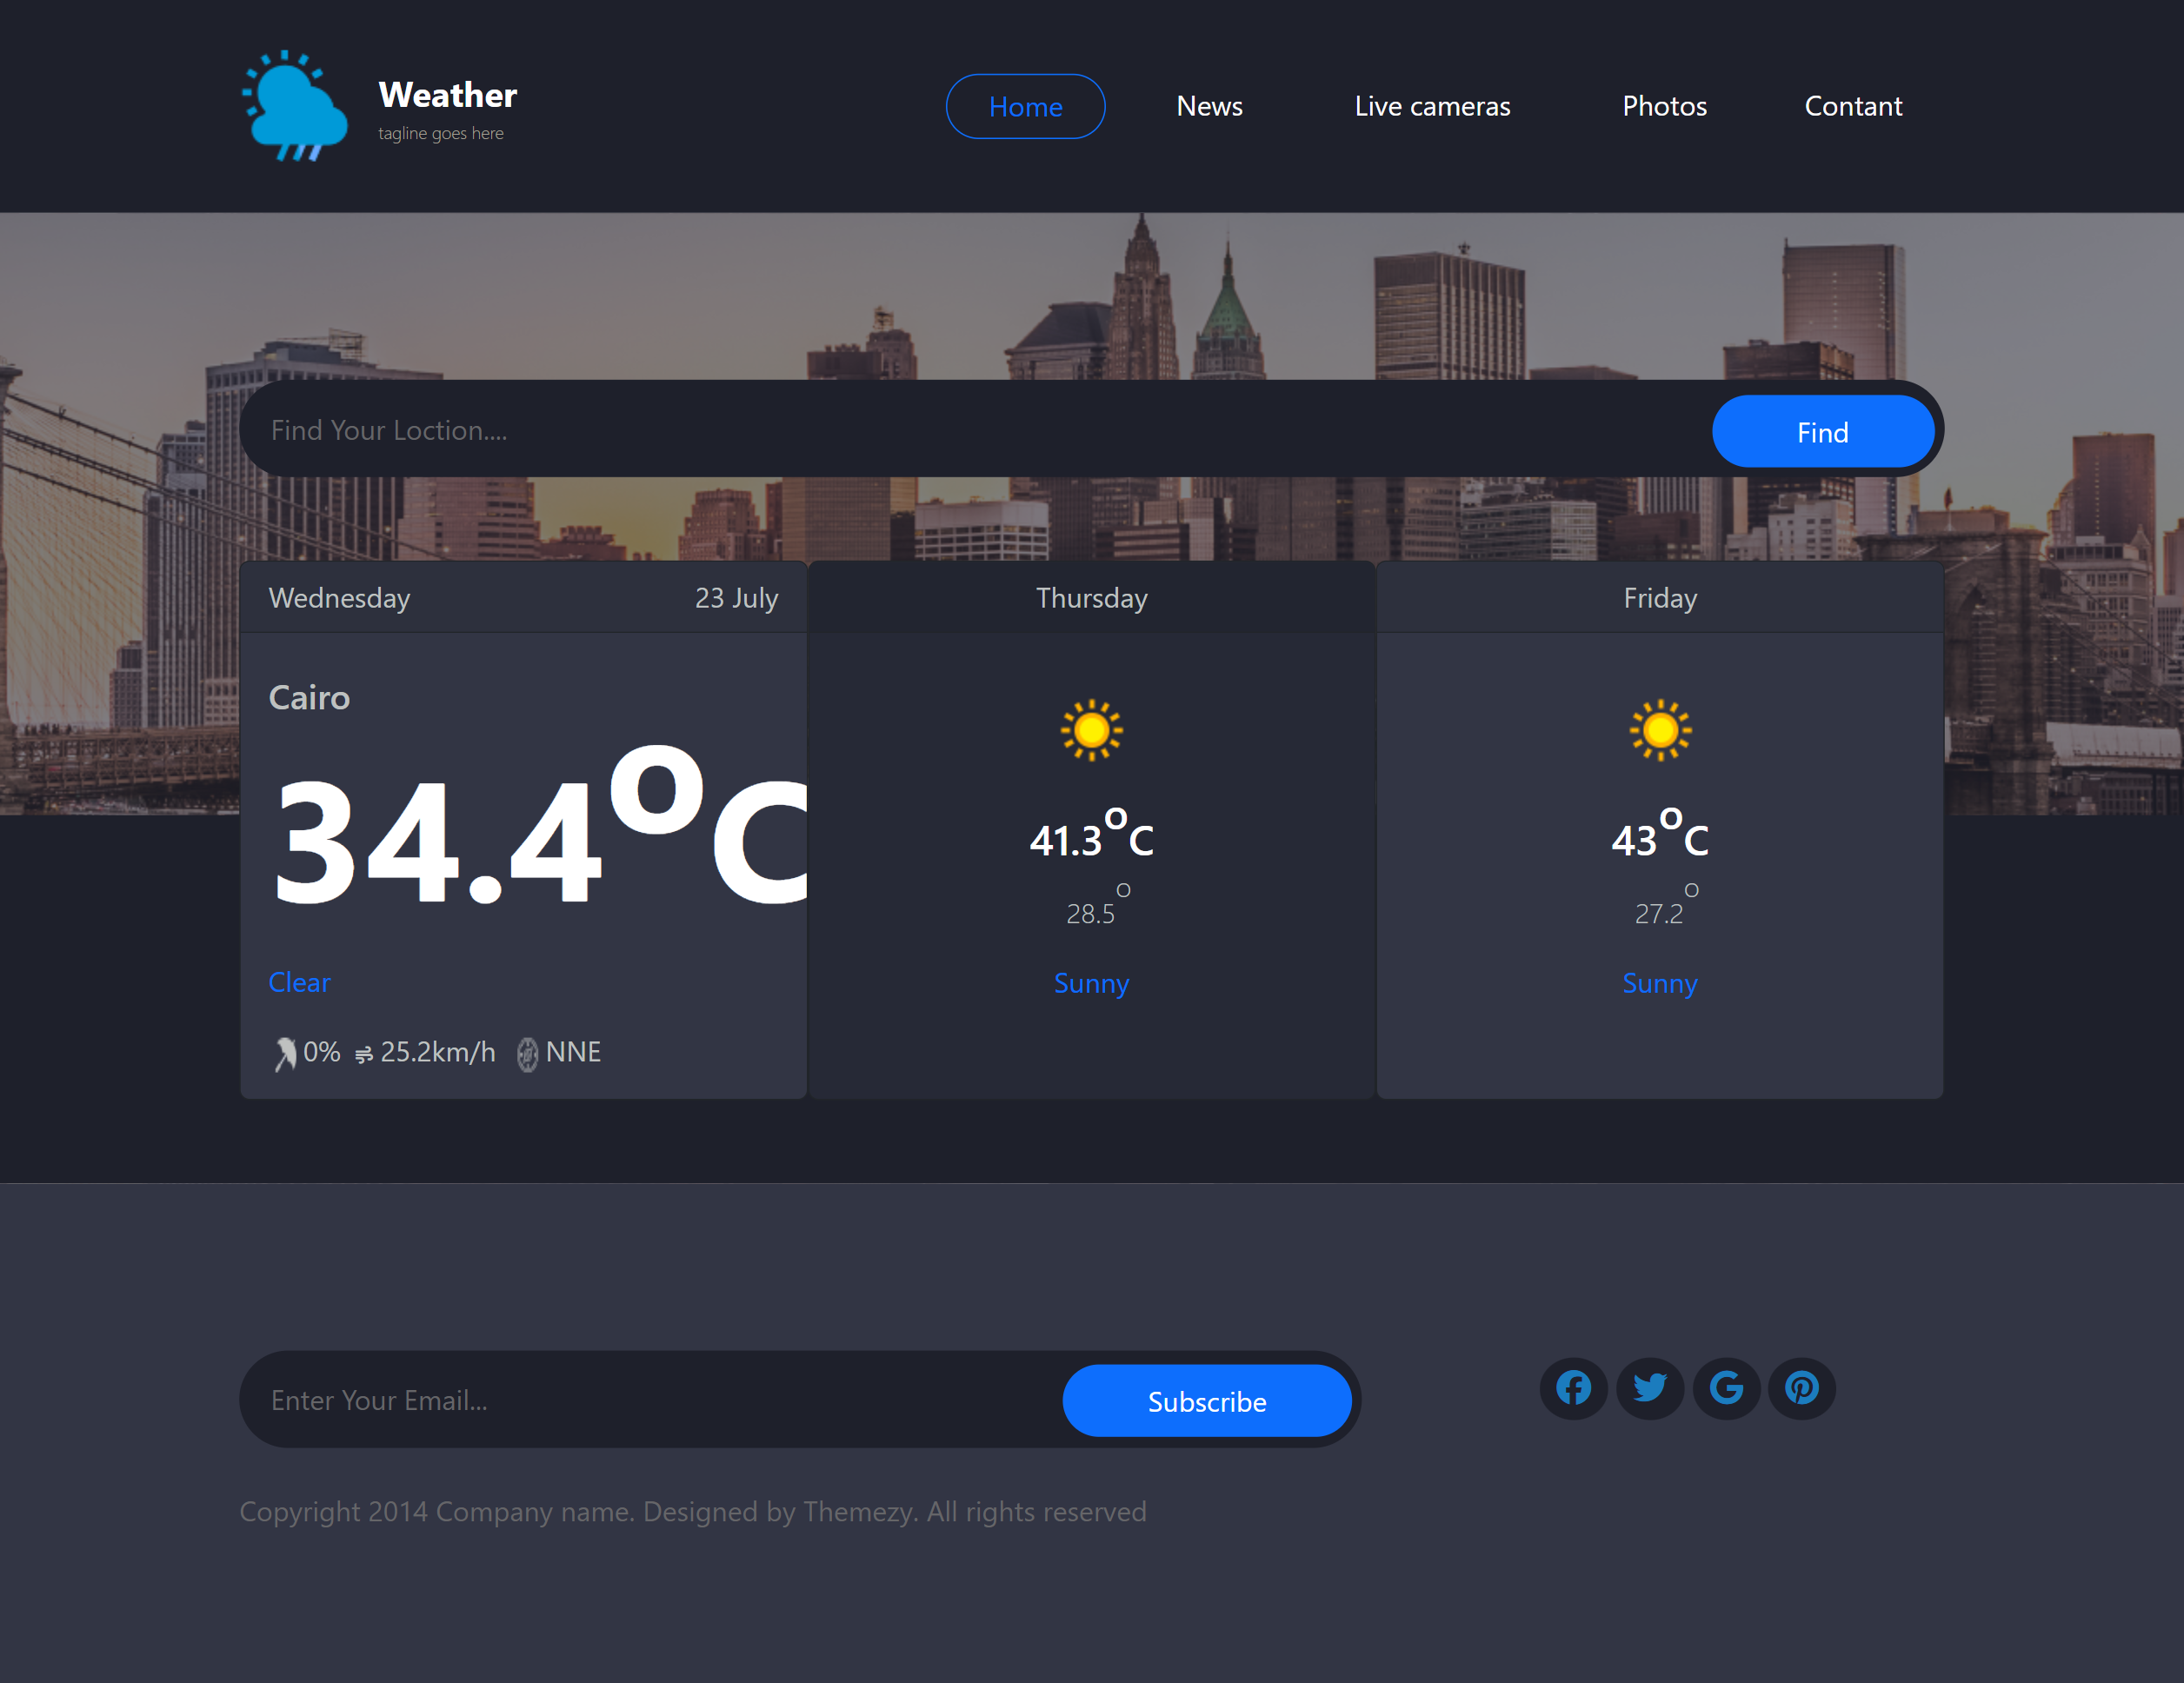 Weather
tagline goes here
Home News Live cameras Photos Contant
Find Your Loction.... Find
Wednesday 23 July
Cairo
34.4°C
Clear
0% 25.2km/h NNE
Thursday
41.3°C
28.5°
Sunny
Friday
43°C
27.2°
Sunny
Enter Your Email... Subscribe
Copyright 2014 Company name. Designed by Themezy. All rights reserved